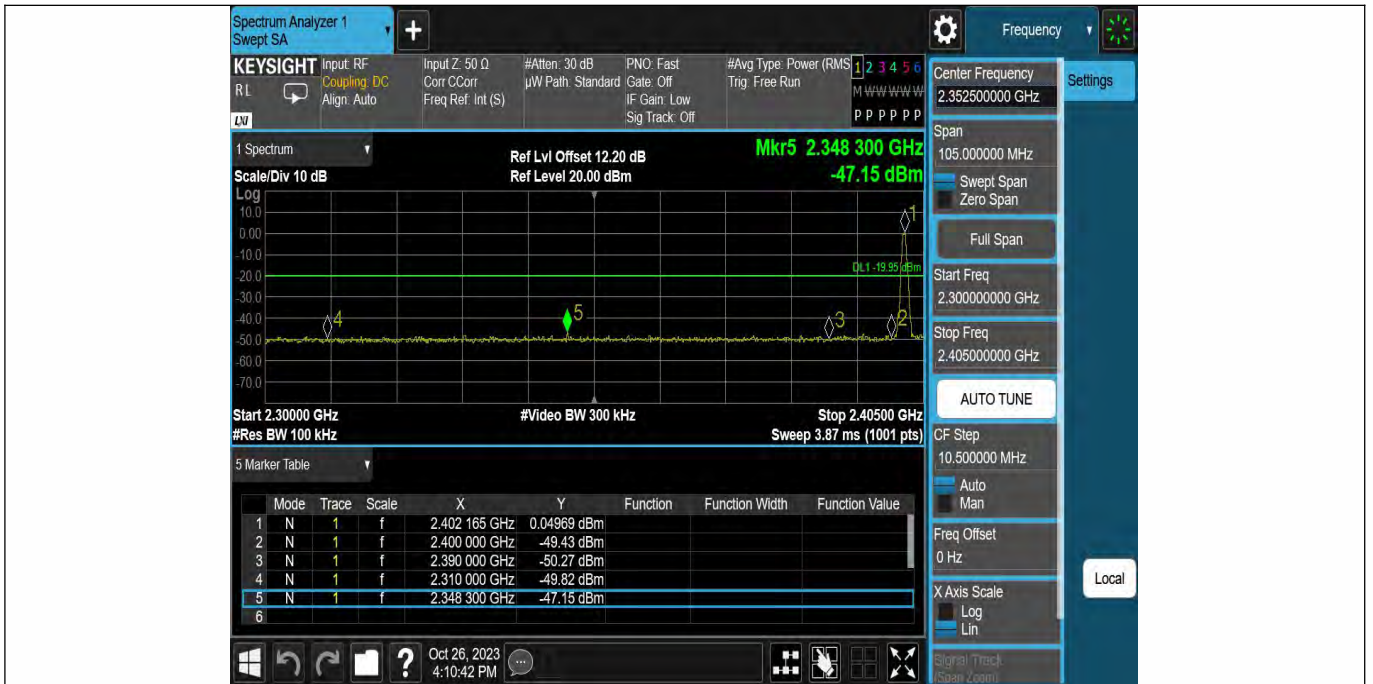 Spectrum Analyzer 1
Swept SA
+
Frequency
KEYSIGHT
Input: RF
Input Z: 50 Ω
#Atten: 30 dB
PNO: Fast
#Avg Type: Power (RMS
1 2 3 4 5 6
R L
Coupling: DC
Corr CCorr
µW Path: Standard
Gate: Off
Trig: Free Run
M W W W W W
Align: Auto
Freq Ref: Int (S)
IF Gain: Low
Sig Track: Off
P P P P P P
LXI
1 Spectrum
Ref Lvl Offset 12.20 dB
Mkr5 2.348 300 GHz
Scale/Div 10 dB
Ref Level 20.00 dBm
-47.15 dBm
Log
10.0
0.00
-10.0
-20.0
-30.0
-40.0
-50.0
-60.0
-70.0
1
DL1 -19.95 dBm
4
5
3
2
Start 2.30000 GHz
#Video BW 300 kHz
Stop 2.40500 GHz
#Res BW 100 kHz
Sweep 3.87 ms (1001 pts)
5 Marker Table
Mode Trace Scale X Y Function Function Width Function Value
1 N 1 f 2.402 165 GHz 0.04969 dBm
2 N 1 f 2.400 000 GHz -49.43 dBm
3 N 1 f 2.390 000 GHz -50.27 dBm
4 N 1 f 2.310 000 GHz -49.82 dBm
5 N 1 f 2.348 300 GHz -47.15 dBm
6
?
Oct 26, 2023
4:10:42 PM
Center Frequency
2.352500000 GHz
Settings
Span
105.000000 MHz
Swept Span
Zero Span
Full Span
Start Freq
2.300000000 GHz
Stop Freq
2.405000000 GHz
AUTO TUNE
CF Step
10.500000 MHz
Auto
Man
Freq Offset
0 Hz
X Axis Scale
Log
Lin
Signal Track
(Span Zoom)
Local